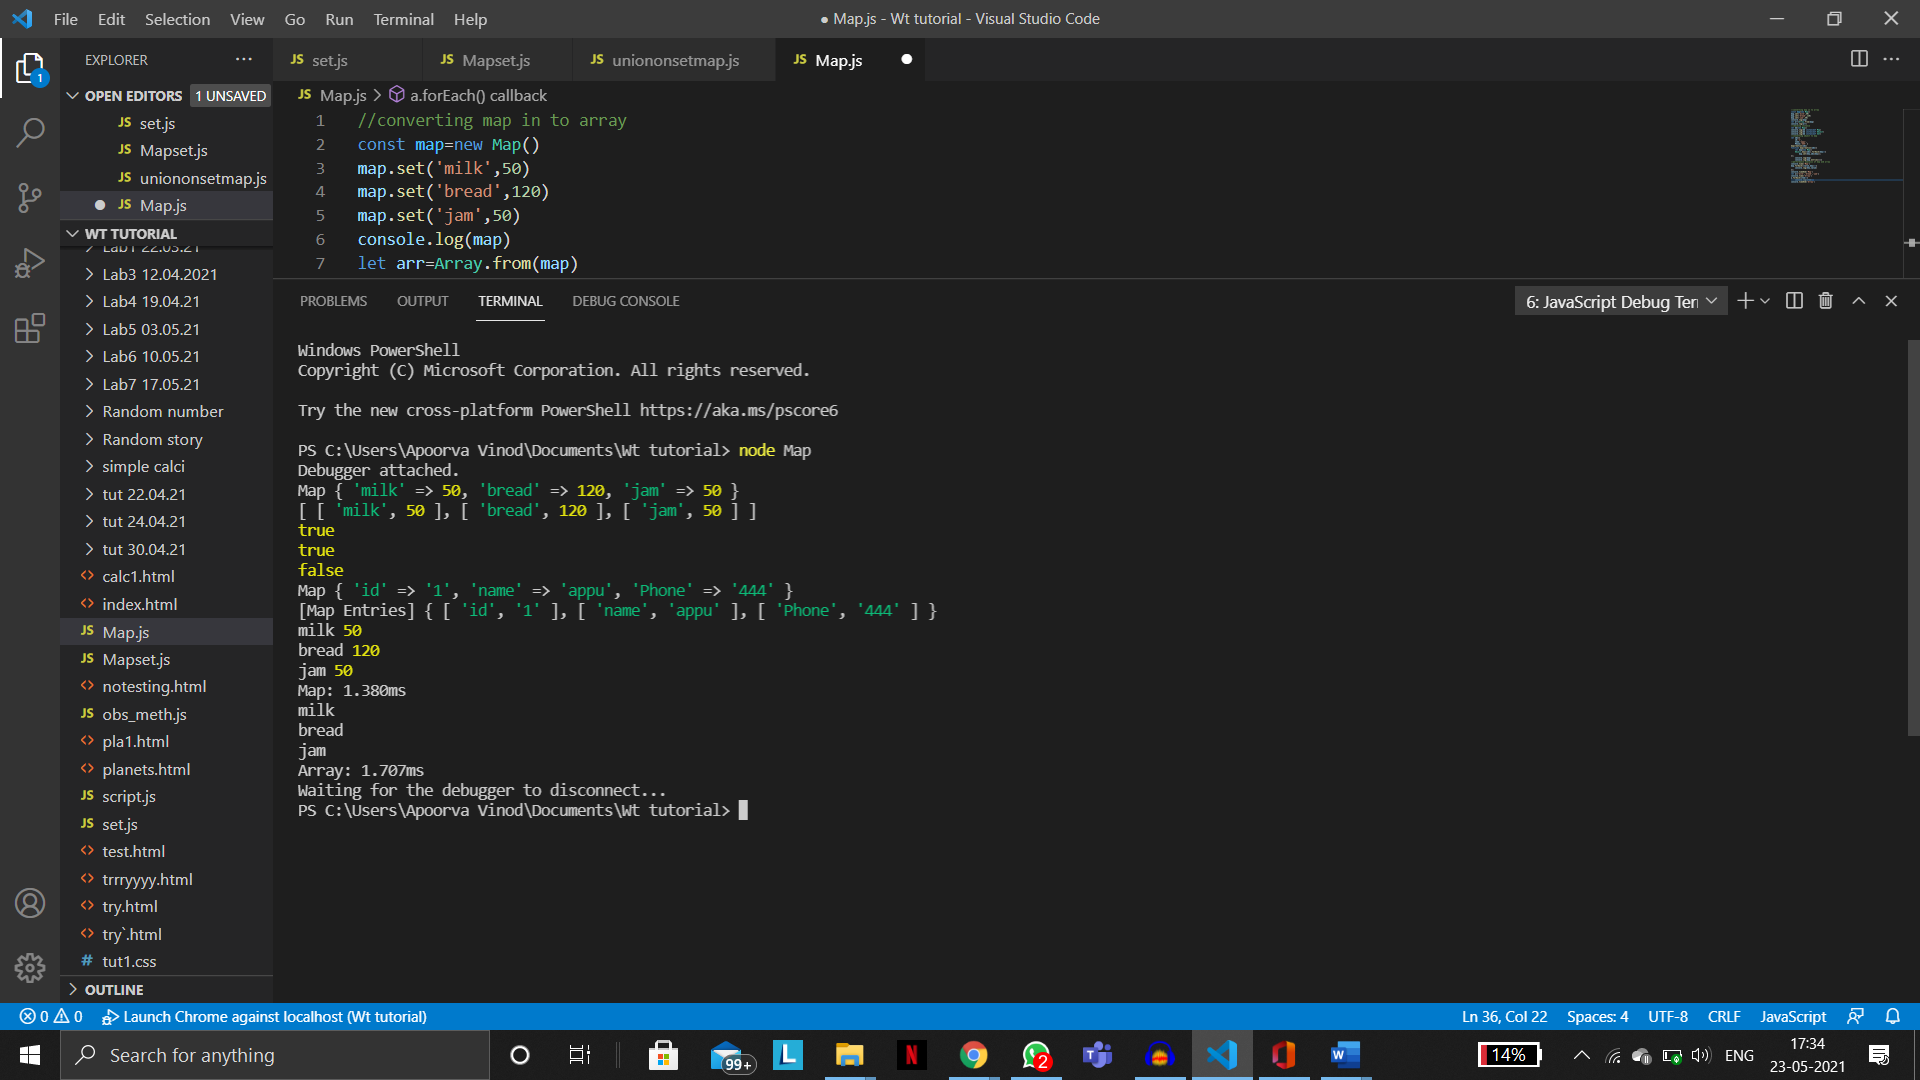 File Edit Selection View Go Run Terminal Help
● Map.js - Wt tutorial - Visual Studio Code
EXPLORER
JS set.js
JS Mapset.js
JS uniononsetmap.js
JS Map.js
OPEN EDITORS 1 UNSAVED
JS set.js
JS Mapset.js
JS uniononsetmap.js
JS Map.js
WT TUTORIAL
Lab1 22.03.21
Lab3 12.04.2021
Lab4 19.04.21
Lab5 03.05.21
Lab6 10.05.21
Lab7 17.05.21
Random number
Random story
simple calci
tut 22.04.21
tut 24.04.21
tut 30.04.21
<> calc1.html
<> index.html
JS Map.js
JS Mapset.js
<> notesting.html
JS obs_meth.js
<> pla1.html
<> planets.html
JS script.js
JS set.js
<> test.html
<> trrryyyy.html
<> try.html
<> try`.html
# tut1.css
OUTLINE
JS Map.js > a.forEach() callback
1 //converting map in to array
2 const map=new Map()
3 map.set('milk',50)
4 map.set('bread',120)
5 map.set('jam',50)
6 console.log(map)
7 let arr=Array.from(map)
PROBLEMS OUTPUT TERMINAL DEBUG CONSOLE
6: JavaScript Debug Ter
Windows PowerShell
Copyright (C) Microsoft Corporation. All rights reserved.
Try the new cross-platform PowerShell https://aka.ms/pscore6
PS C:\Users\Apoorva Vinod\Documents\Wt tutorial> node Map
Debugger attached.
Map { 'milk' => 50, 'bread' => 120, 'jam' => 50 }
[ [ 'milk', 50 ], [ 'bread', 120 ], [ 'jam', 50 ] ]
true
true
false
Map { 'id' => '1', 'name' => 'appu', 'Phone' => '444' }
[Map Entries] { [ 'id', '1' ], [ 'name', 'appu' ], [ 'Phone', '444' ] }
milk 50
bread 120
jam 50
Map: 1.380ms
milk
bread
jam
Array: 1.707ms
Waiting for the debugger to disconnect...
PS C:\Users\Apoorva Vinod\Documents\Wt tutorial>
0 0 Launch Chrome against localhost (Wt tutorial)
Ln 36, Col 22 Spaces: 4 UTF-8 CRLF JavaScript
Search for anything
99+
2
14%
ENG
17:34
23-05-2021